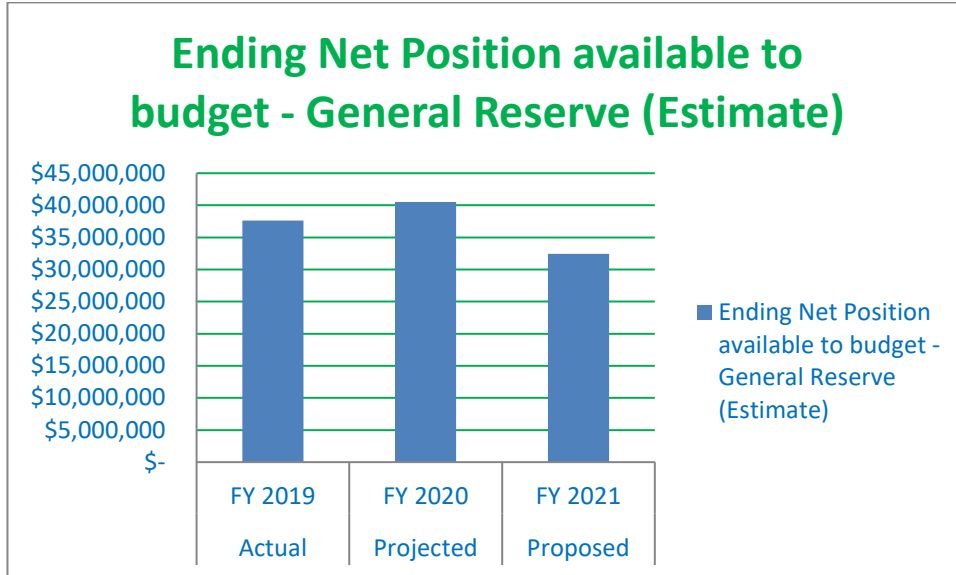 Ending Net Position available to
budget - General Reserve (Estimate)
$45,000,000
$40,000,000
$35,000,000
$30,000,000
$25,000,000
$20,000,000
$15,000,000
$10,000,000
$5,000,000
$-
FY 2019 FY 2020 FY 2021
Actual Projected Proposed
Ending Net Position
available to budget -
General Reserve
(Estimate)